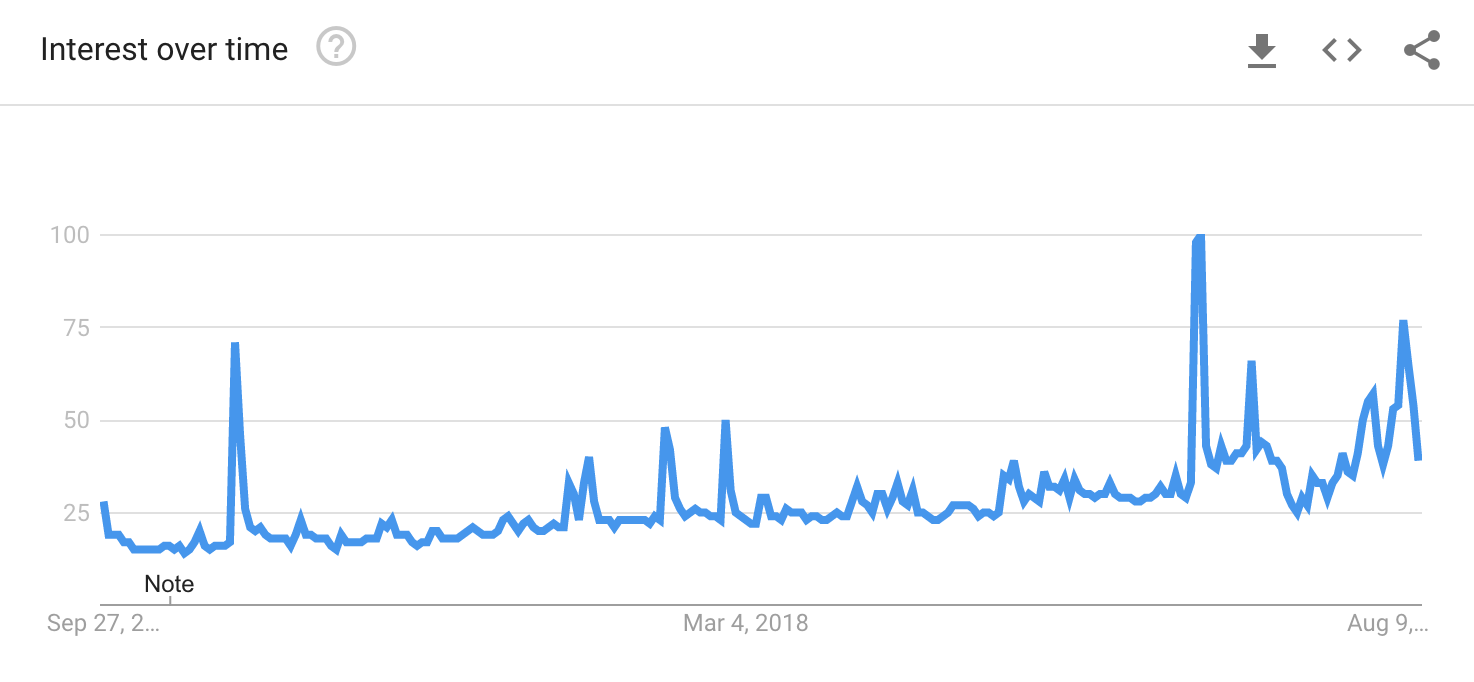 Interest over time ?
100
75
50
25
Note
Sep 27, 2...
Mar 4, 2018
Aug 9,...